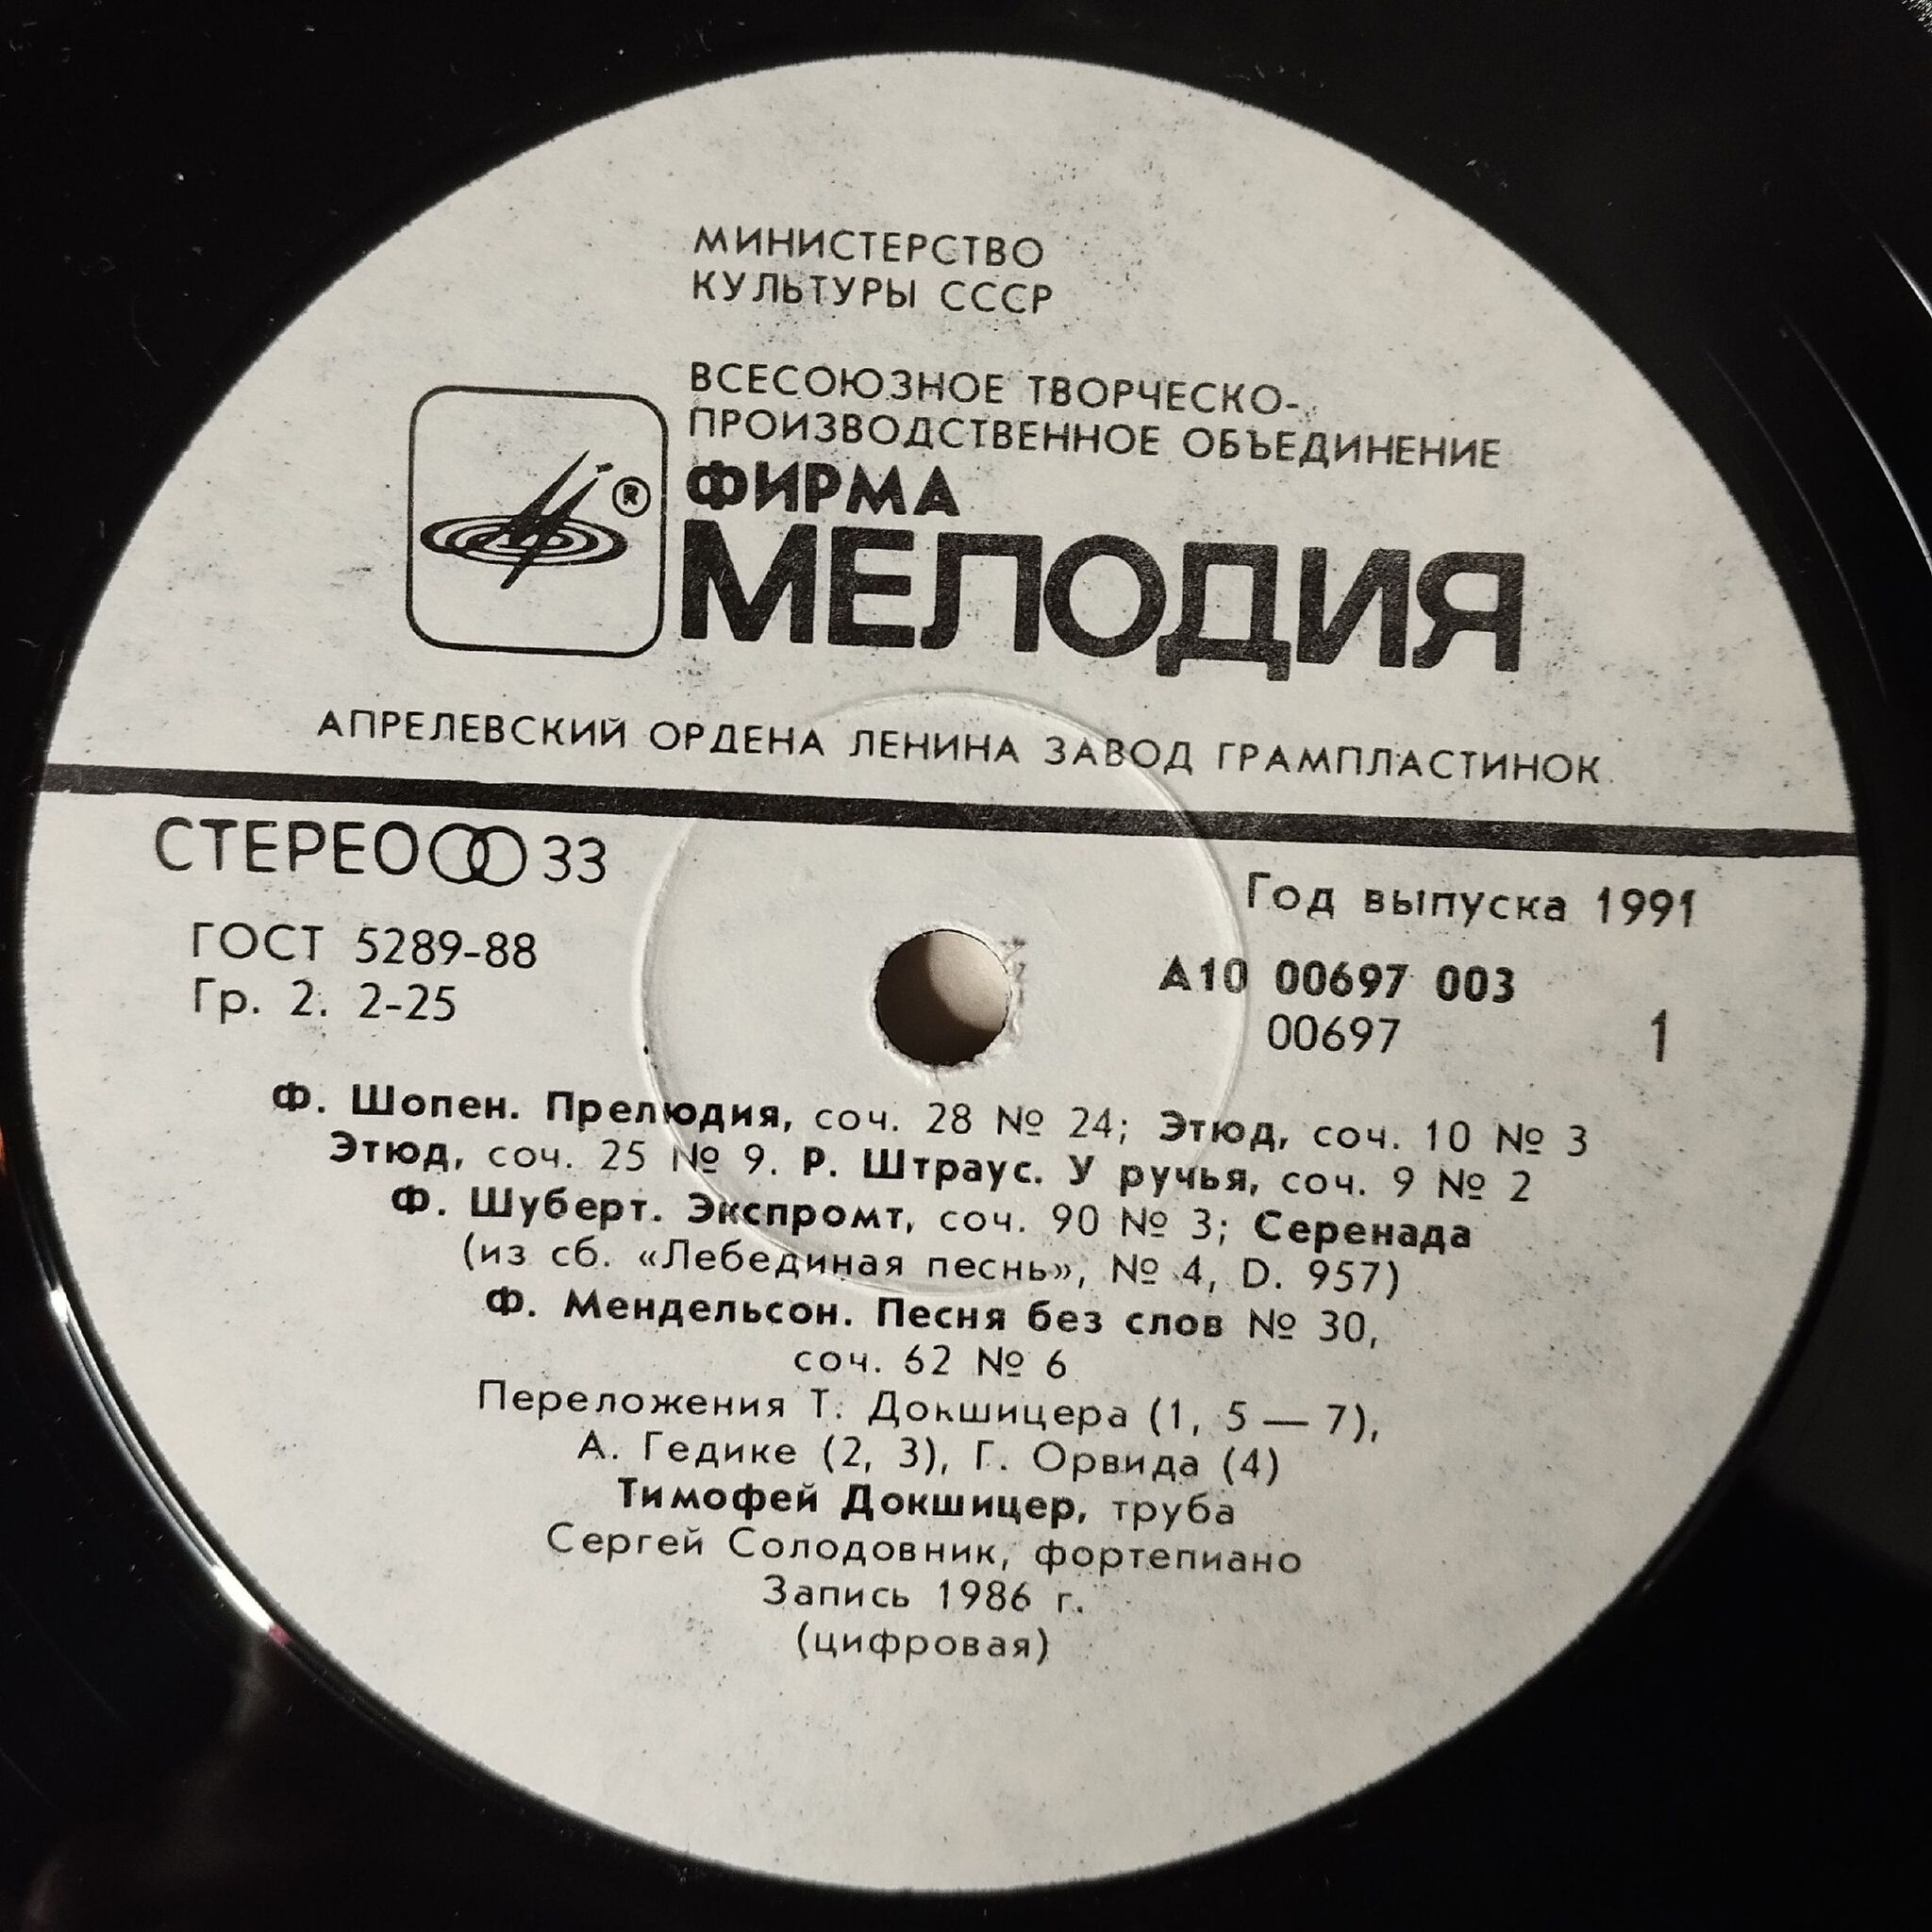 МИНИСТЕРСТВО
КУЛЬТУРЫ СССР
ВСЕСОЮЗНОЕ ТВОРЧЕСКО-
ПРОИЗВОДСТВЕННОЕ ОБЪЕДИНЕНИЕ
®
ФИРМА
МЕЛОДИЯ
АПРЕЛЕВСКИЙ ОРДЕНА ЛЕНИНА ЗАВОД ГРАМПЛАСТИНОК
СТЕРЕО 33
ГОСТ 5289-88
Гр. 2. 2-25
Год выпуска 1991
А10 00697 003
00697
1
Ф. Шопен. Прелюдия, соч. 28 № 24; Этюд, соч. 10 № 3
Этюд, соч. 25 № 9. Р. Штраус. У ручья, соч. 9 № 2
Ф. Шуберт. Экспромт, соч. 90 № 3; Серенада
(из сб. «Лебединая песнь», № 4, D. 957)
Ф. Мендельсон. Песня без слов № 30,
соч. 62 № 6
Переложения Т. Докшицера (1, 5 — 7),
А. Гедике (2, 3), Г. Орвида (4)
Тимофей Докшицер, труба
Сергей Солодовник, фортепиано
Запись 1986 г.
(цифровая)